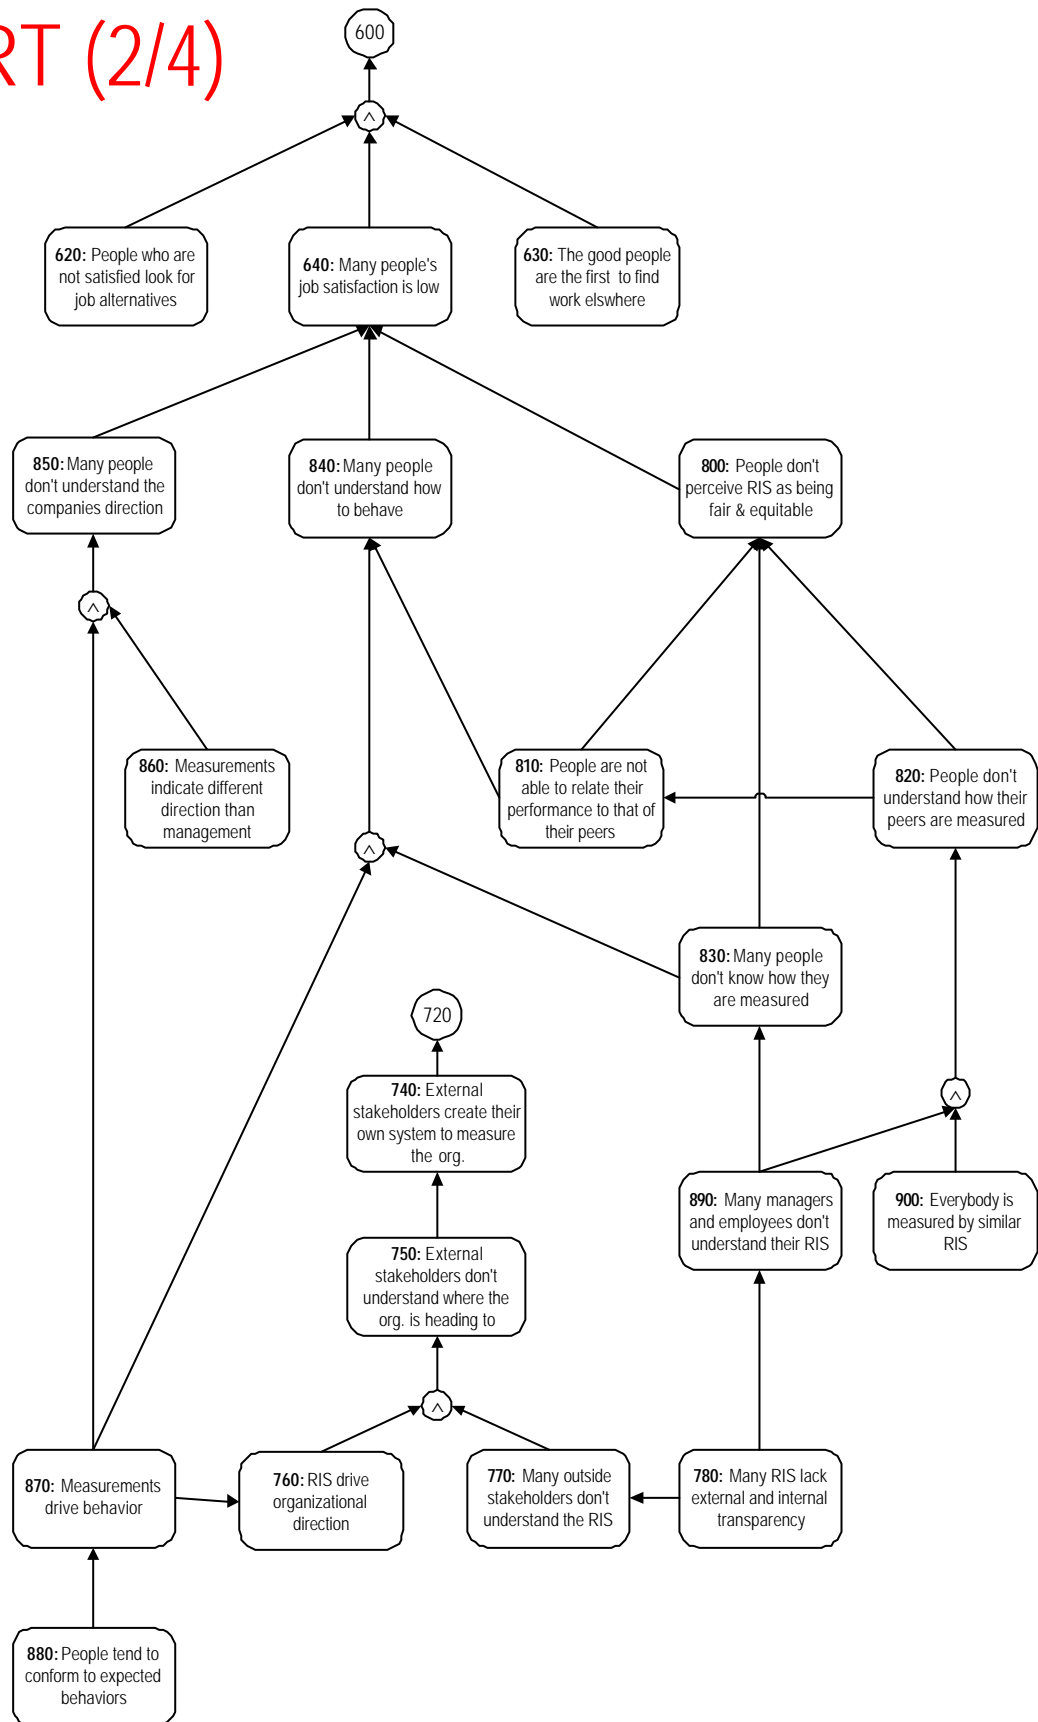 RT (2/4)
600
^
620: People who are
not satisfied look for
job alternatives
640: Many people's
job satisfaction is low
630: The good people
are the first to find
work elswhere
850: Many people
don't understand the
companies direction
840: Many people
don't understand how
to behave
800: People don't
perceive RIS as being
fair & equitable
^
860: Measurements
indicate different
direction than
management
810: People are not
able to relate their
performance to that of
their peers
820: People don't
understand how their
peers are measured
^
830: Many people
don't know how they
are measured
720
740: External
stakeholders create their
own system to measure
the org.
^
890: Many managers
and employees don't
understand their RIS
900: Everybody is
measured by similar
RIS
750: External
stakeholders don't
understand where the
org. is heading to
^
870: Measurements
drive behavior
760: RIS drive
organizational
direction
770: Many outside
stakeholders don't
understand the RIS
780: Many RIS lack
external and internal
transparency
880: People tend to
conform to expected
behaviors